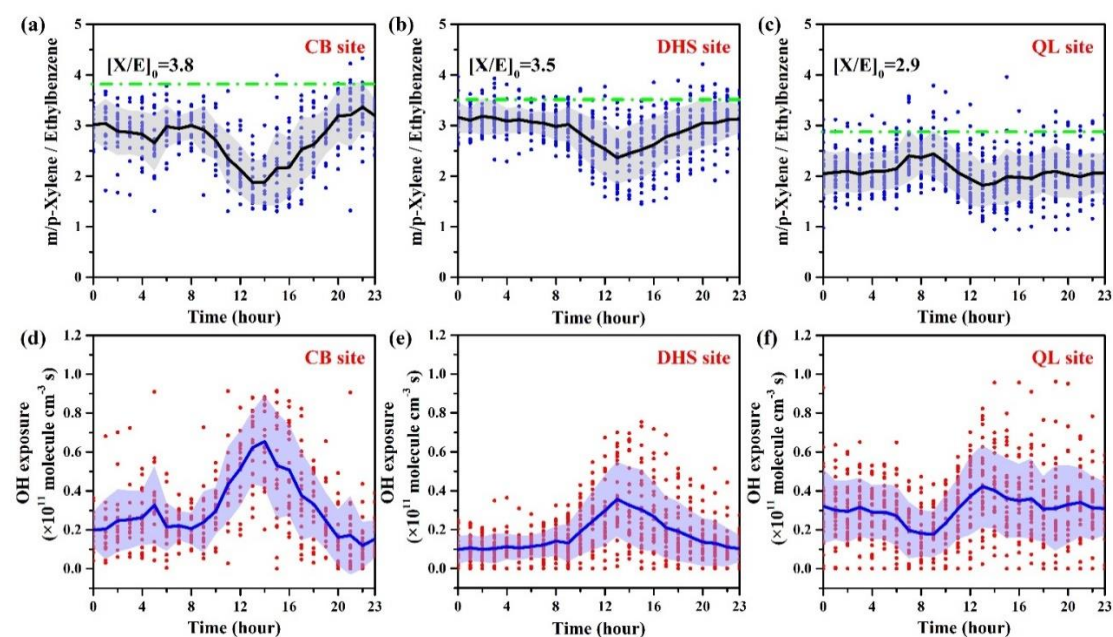 (a)
CB site
[X/E]₀=3.8
m/p-Xylene / Ethylbenzene
5
4
3
2
1
0
0 4 8 12 16 20 23
Time (hour)
(b)
DHS site
[X/E]₀=3.5
m/p-Xylene / Ethylbenzene
5
4
3
2
1
0
0 4 8 12 16 20 23
Time (hour)
(c)
QL site
[X/E]₀=2.9
m/p-Xylene / Ethylbenzene
5
4
3
2
1
0
0 4 8 12 16 20 23
Time (hour)
(d)
CB site
OH exposure
(×10¹¹ molecule cm⁻³ s)
1.2
1.0
0.8
0.6
0.4
0.2
0.0
0 4 8 12 16 20 23
Time (hour)
(e)
DHS site
OH exposure
(×10¹¹ molecule cm⁻³ s)
1.2
1.0
0.8
0.6
0.4
0.2
0.0
0 4 8 12 16 20 23
Time (hour)
(f)
QL site
OH exposure
(×10¹¹ molecule cm⁻³ s)
1.2
1.0
0.8
0.6
0.4
0.2
0.0
0 4 8 12 16 20 23
Time (hour)